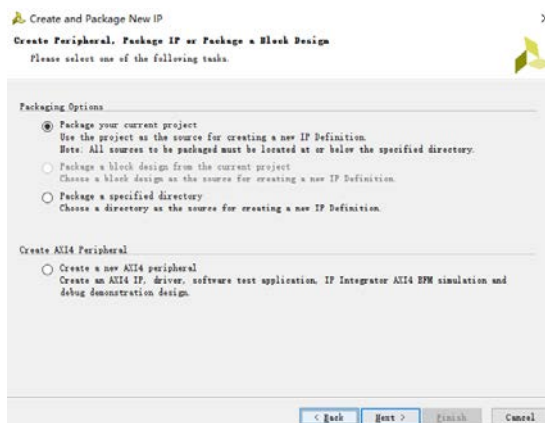 Create and Package New IP
Create Peripheral, Package IP or Package a Block Design
Please select one of the following tasks.
Packaging Options
Package your current project
Use the project as the source for creating a new IP Definition.
Note: All sources to be packaged must be located at or below the specified directory.
Package a block design from the current project
Choose a block design as the source for creating a new IP Definition.
Package a specified directory
Choose a directory as the source for creating a new IP Definition.
Create AXI4 Peripheral
Create a new AXI4 peripheral
Create an AXI4 IP, driver, software test application, IP Integrator AXI4 BFM simulation and
debug demonstration design.
< Back Next > Finish Cancel